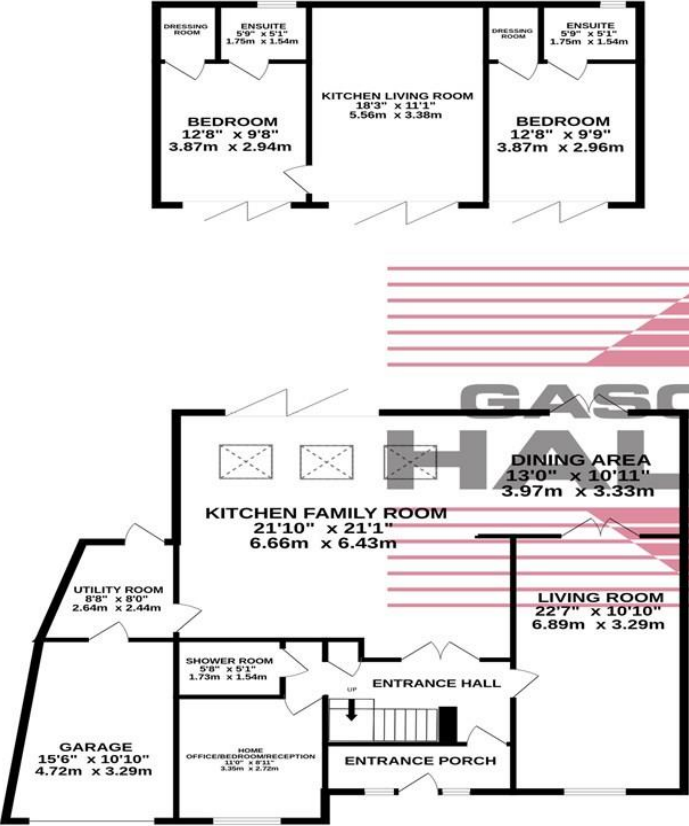 DRESSING
ROOM
ENSUITE
5'9" x 5'1"
1.75m x 1.54m
DRESSING
ROOM
ENSUITE
5'9" x 5'1"
1.75m x 1.54m
BEDROOM
12'8" x 9'8"
3.87m x 2.94m
KITCHEN LIVING ROOM
18'3" x 11'1"
5.56m x 3.38m
BEDROOM
12'8" x 9'9"
3.87m x 2.96m
GASC
HAL
DINING AREA
13'0" x 10'11"
3.97m x 3.33m
KITCHEN FAMILY ROOM
21'10" x 21'1"
6.66m x 6.43m
UTILITY ROOM
8'8" x 8'0"
2.64m x 2.44m
LIVING ROOM
22'7" x 10'10"
6.89m x 3.29m
SHOWER ROOM
5'8" x 5'1"
1.73m x 1.54m
UP
ENTRANCE HALL
GARAGE
15'6" x 10'10"
4.72m x 3.29m
HOME
OFFICE/BEDROOM/RECEPTION
11'0" x 8'11"
3.35m x 2.72m
ENTRANCE PORCH